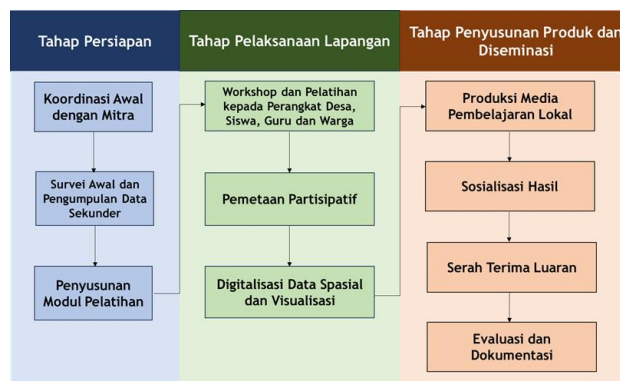 Tahap Persiapan
Koordinasi Awal
dengan Mitra
Survei Awal dan
Pengumpulan Data
Sekunder
Penyusunan
Modul Pelatihan
Tahap Pelaksanaan Lapangan
Workshop dan Pelatihan
kepada Perangkat Desa,
Siswa, Guru dan Warga
Pemetaan Partisipatif
Digitalisasi Data Spasial
dan Visualisasi
Tahap Penyusunan Produk dan
Diseminasi
Produksi Media
Pembelajaran Lokal
Sosialisasi Hasil
Serah Terima Luaran
Evaluasi dan
Dokumentasi